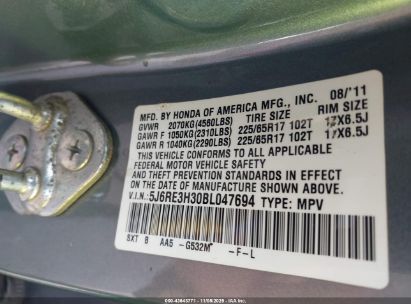 MFD. BY HONDA OF AMERICA MFG., INC. 08/'11
GVWR 2070KG(4560LBS) TIRE SIZE RIM SIZE
GAWR F 1050KG(2310LBS) 225/65R17 102T 17X6.5J
GAWR R 1040KG(2290LBS) 225/65R17 102T 17X6.5J
THIS VEHICLE CONFORMS TO ALL APPLICABLE
FEDERAL MOTOR VEHICLE SAFETY AND THEFT
PREVENTION STANDARDS IN EFFECT ON THE
DATE OF MANUFACTURE SHOWN ABOVE.
V.I.N.: 5J6RE3H30BL047694 TYPE: MPV
SXT B AA5 -G532M -F-L